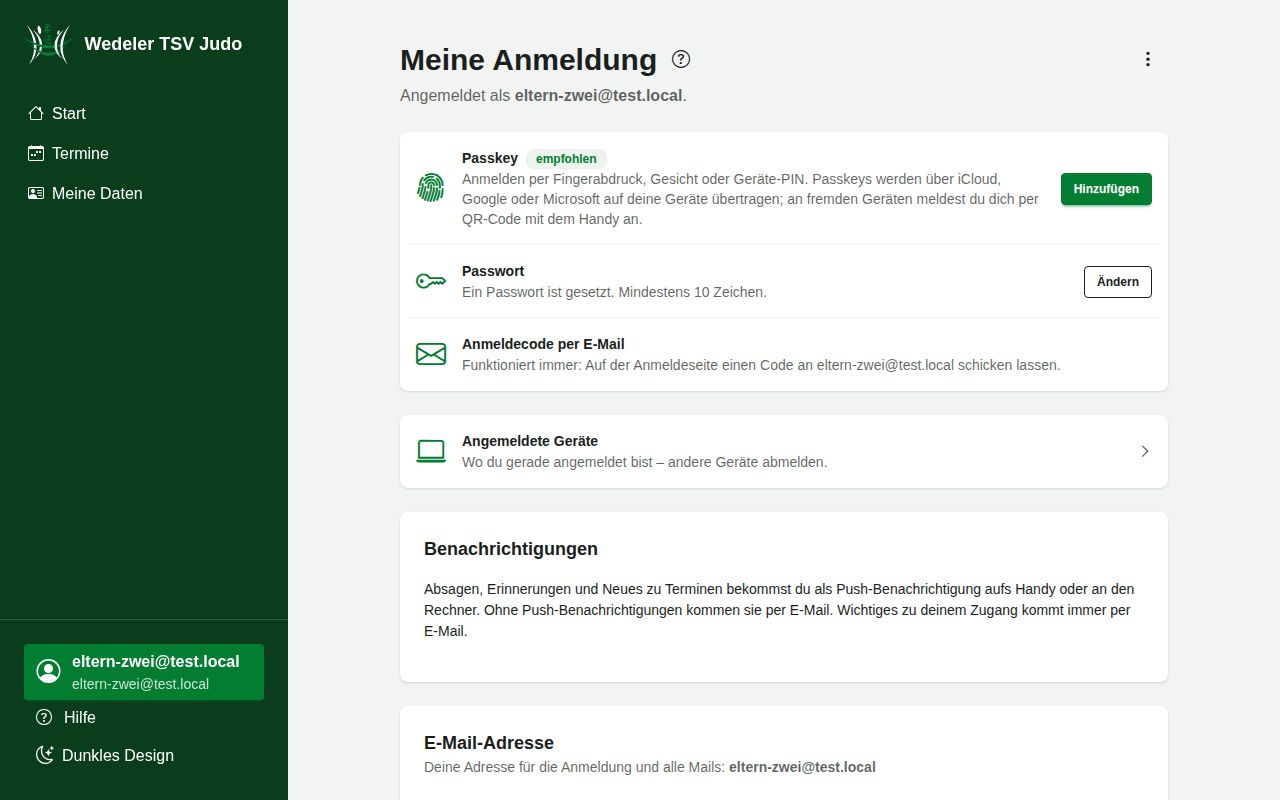 Wedeler TSV Judo
Start
Termine
Meine Daten
eltern-zwei@test.local
eltern-zwei@test.local
Hilfe
Dunkles Design
Meine Anmeldung
Angemeldet als eltern-zwei@test.local.
Passkey empfohlen
Anmelden per Fingerabdruck, Gesicht oder Geräte-PIN. Passkeys werden über iCloud,
Google oder Microsoft auf deine Geräte übertragen; an fremden Geräten meldest du dich per
QR-Code mit dem Handy an.
Hinzufügen
Passwort
Ein Passwort ist gesetzt. Mindestens 10 Zeichen.
Ändern
Anmeldecode per E-Mail
Funktioniert immer: Auf der Anmeldeseite einen Code an eltern-zwei@test.local schicken lassen.
Angemeldete Geräte
Wo du gerade angemeldet bist – andere Geräte abmelden.
Benachrichtigungen
Absagen, Erinnerungen und Neues zu Terminen bekommst du als Push-Benachrichtigung aufs Handy oder an den
Rechner. Ohne Push-Benachrichtigungen kommen sie per E-Mail. Wichtiges zu deinem Zugang kommt immer per
E-Mail.
E-Mail-Adresse
Deine Adresse für die Anmeldung und alle Mails: eltern-zwei@test.local